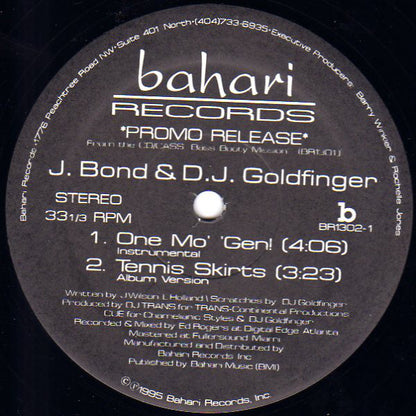 Bahari Records · 1776 Peachtree Road NW · Suite 401 North · (404)733-6935 · Executive Producers: Barry Winker & Rochelle Jones
bahari
RECORDS
*PROMO RELEASE*
From the CD/CASS. Bass Booty Mission (BR1301)
J. Bond & D.J. Goldfinger
STEREO
33 1/3 RPM
b
BR1302-1
1. One Mo' 'Gen! (4:06)
Instrumental
2. Tennis Skirts (3:23)
Album Version
Written by J Wilson L Holland \ Scratches by DJ Goldfinger
Produced by DJ TRANS for TRANS-Continental Productions
CUE for Chameleonic Styles & DJ Goldfinger
Recorded & Mixed by Ed Rogers at Digital Edge Atlanta
Mastered at Fullersound Miami
Manufactured and Distributed by
Bahari Records Inc
Published by Bahari Music (BMI)
©℗1995 Bahari Records, Inc